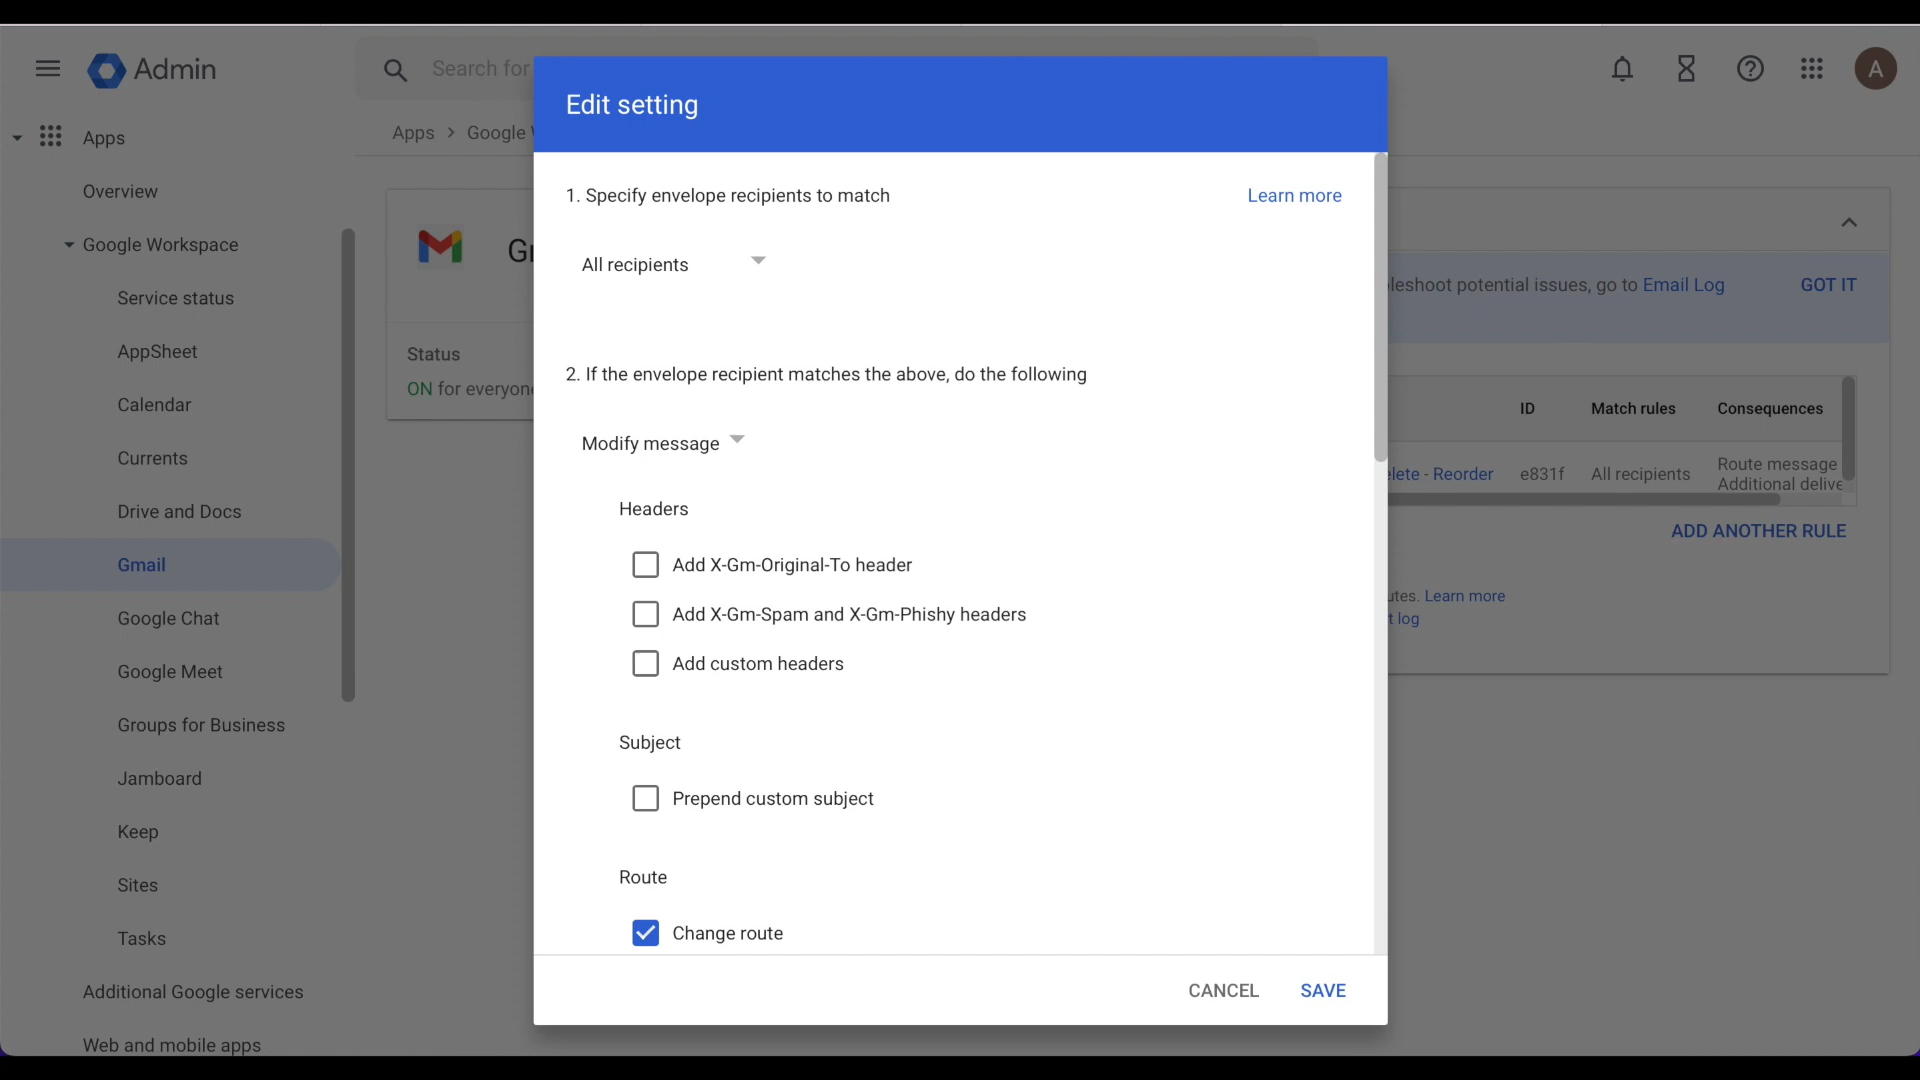 Admin
Search for
A
Apps
Overview
Google Workspace
Service status
AppSheet
Calendar
Currents
Drive and Docs
Gmail
Google Chat
Google Meet
Groups for Business
Jamboard
Keep
Sites
Tasks
Additional Google services
Web and mobile apps
Apps > Google
Status
ON for everyone
Edit setting
1. Specify envelope recipients to match
Learn more
All recipients
2. If the envelope recipient matches the above, do the following
Modify message
Headers
Add X-Gm-Original-To header
Add X-Gm-Spam and X-Gm-Phishy headers
Add custom headers
Subject
Prepend custom subject
Route
Change route
CANCEL
SAVE
potential issues, go to Email Log
GOT IT
ID
Match rules
Consequences
- Reorder
e831f
All recipients
Route message
Additional
ADD ANOTHER RULE
Learn more
log